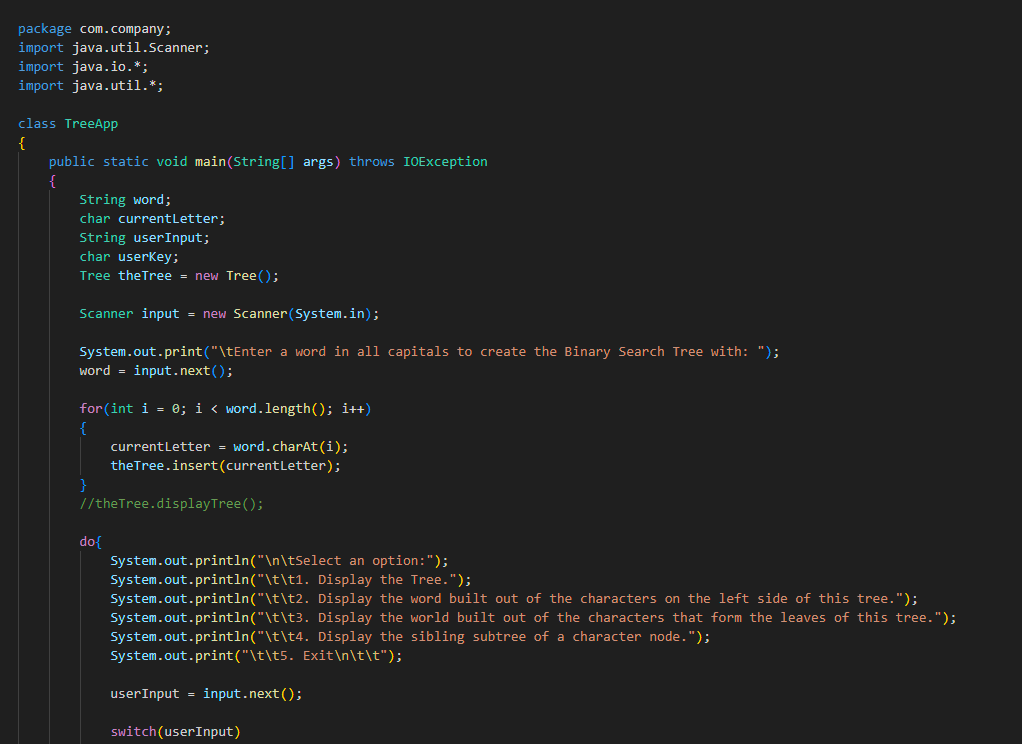 package com.company;
import java.util.Scanner;
import java.io.*;
import java.util.*;

class TreeApp
{
    public static void main(String[] args) throws IOException
    {
        String word;
        char currentLetter;
        String userInput;
        char userKey;
        Tree theTree = new Tree();

        Scanner input = new Scanner(System.in);

        System.out.print("\tEnter a word in all capitals to create the Binary Search Tree with: ");
        word = input.next();

        for(int i = 0; i < word.length(); i++)
        {
            currentLetter = word.charAt(i);
            theTree.insert(currentLetter);
        }
        //theTree.displayTree();

        do{
            System.out.println("\n\tSelect an option:");
            System.out.println("\t\t1. Display the Tree.");
            System.out.println("\t\t2. Display the word built out of the characters on the left side of this tree.");
            System.out.println("\t\t3. Display the world built out of the characters that form the leaves of this tree.");
            System.out.println("\t\t4. Display the sibling subtree of a character node.");
            System.out.print("\t\t5. Exit\n\t\t");

            userInput = input.next();

            switch(userInput)